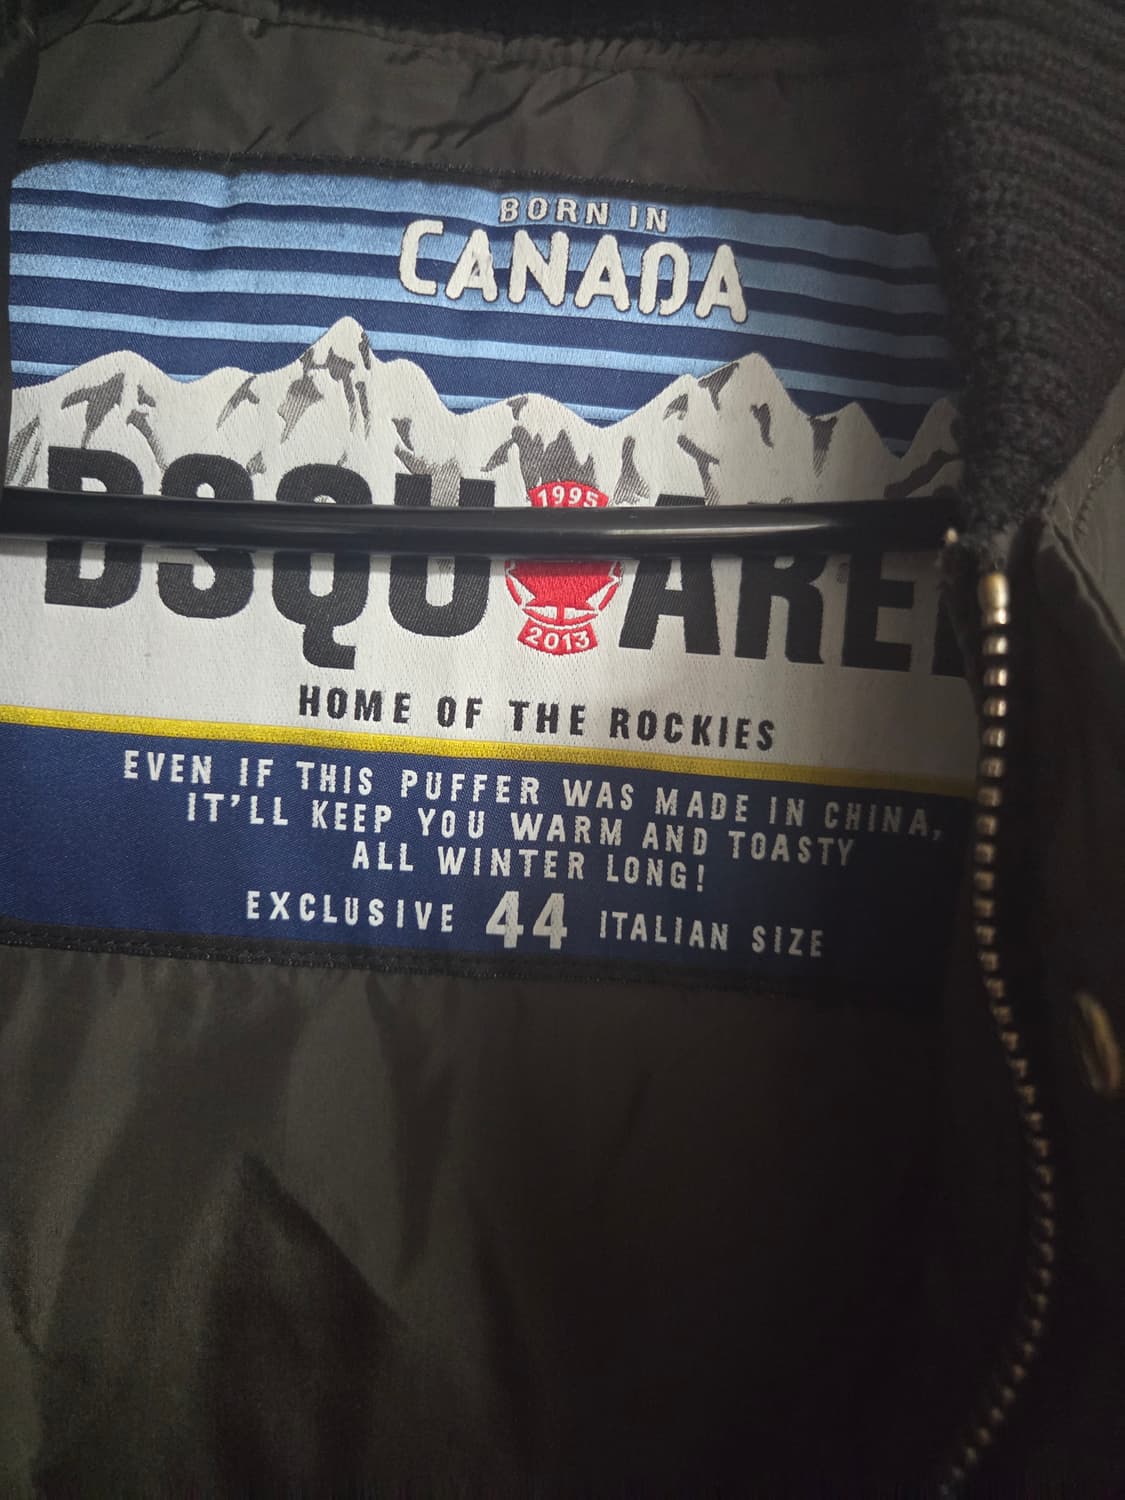 BORN IN
CANADA
1995
DSQU ARE
2013
HOME OF THE ROCKIES
EVEN IF THIS PUFFER WAS MADE IN CHINA,
IT'LL KEEP YOU WARM AND TOASTY
ALL WINTER LONG!
EXCLUSIVE 44 ITALIAN SIZE